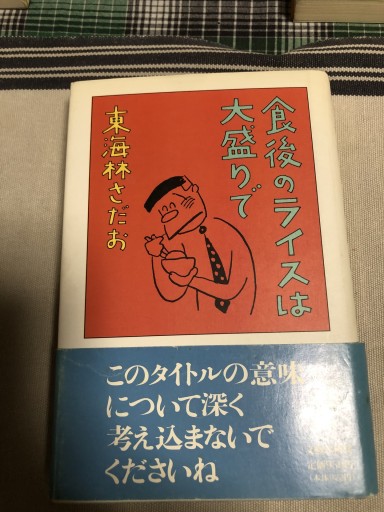 食後のライスは
大盛りで
東海林さだお
このタイトルの意味
について深く
考え込まないで
くださいね